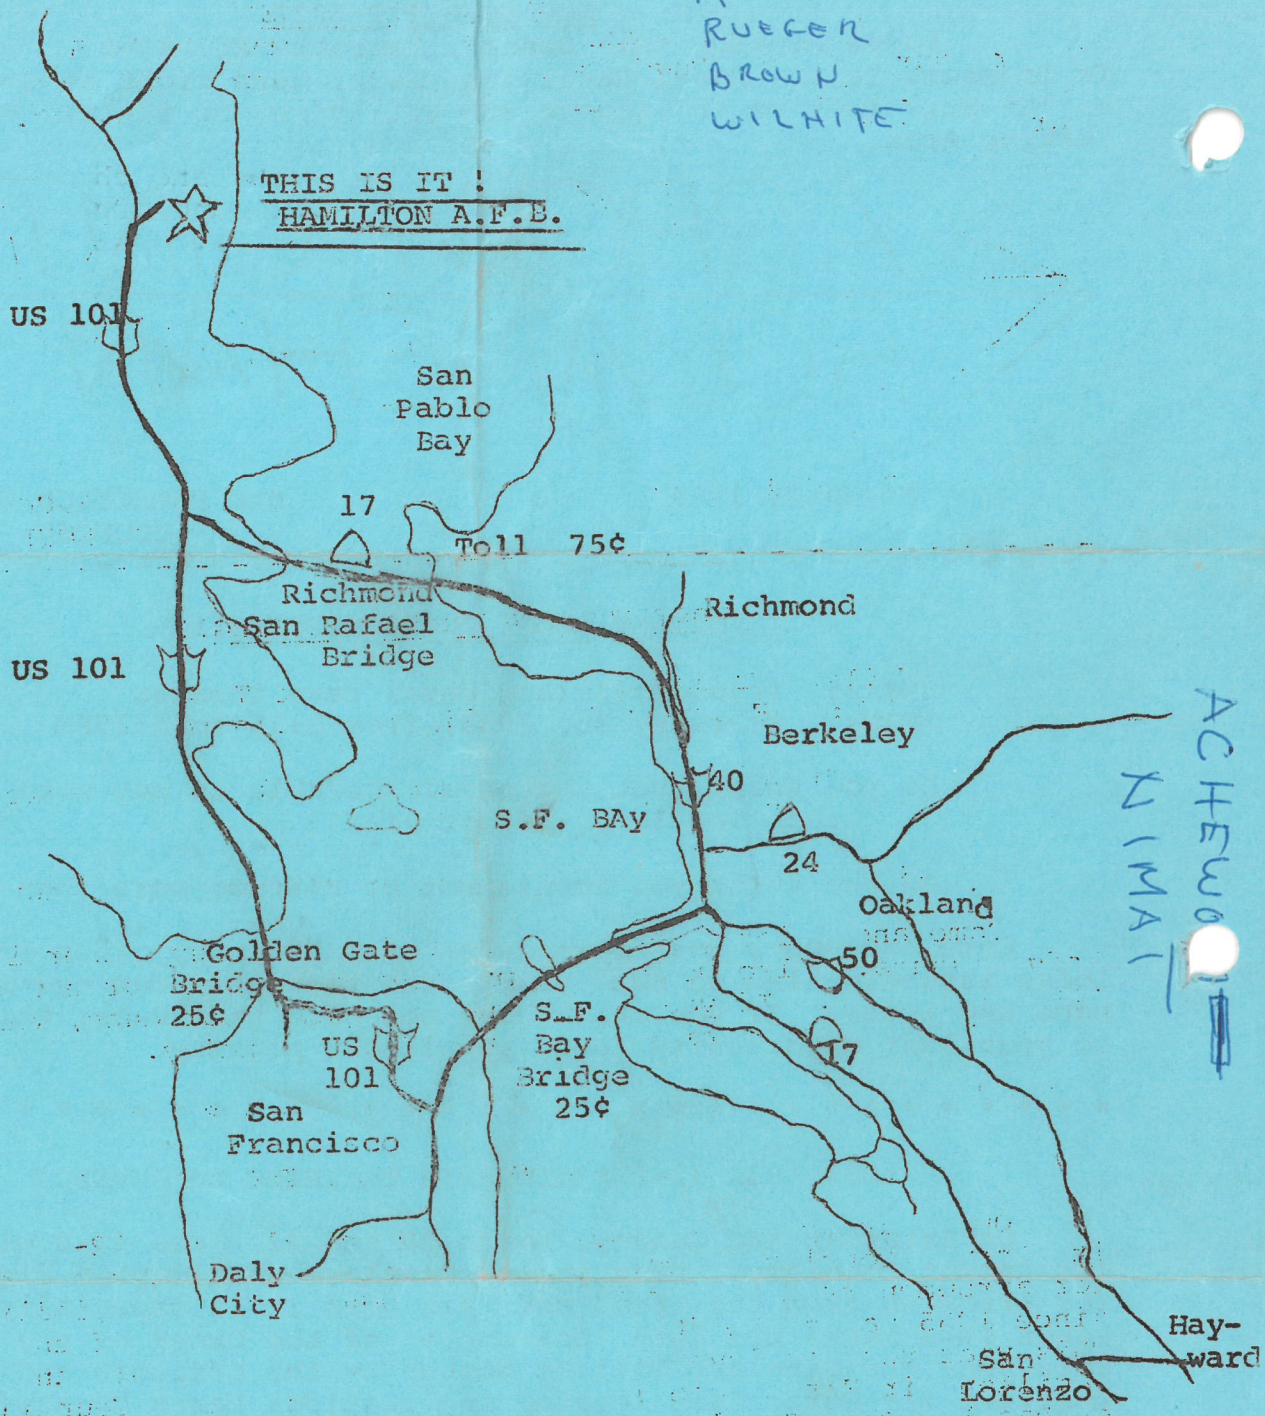 RUEGER
BROWN
WILHITE
THIS IS IT !
HAMILTON A.F.B.
US 101
San
Pablo
Bay
17
Toll 75¢
Richmond
San Rafael
Bridge
Richmond
US 101
Berkeley
40
S.F. BAy
24
Oakland
50
Golden Gate
Bridge
25¢
S.F.
Bay
Bridge
25¢
US
101
17
San
Francisco
Daly
City
Hay-
ward
San
Lorenzo